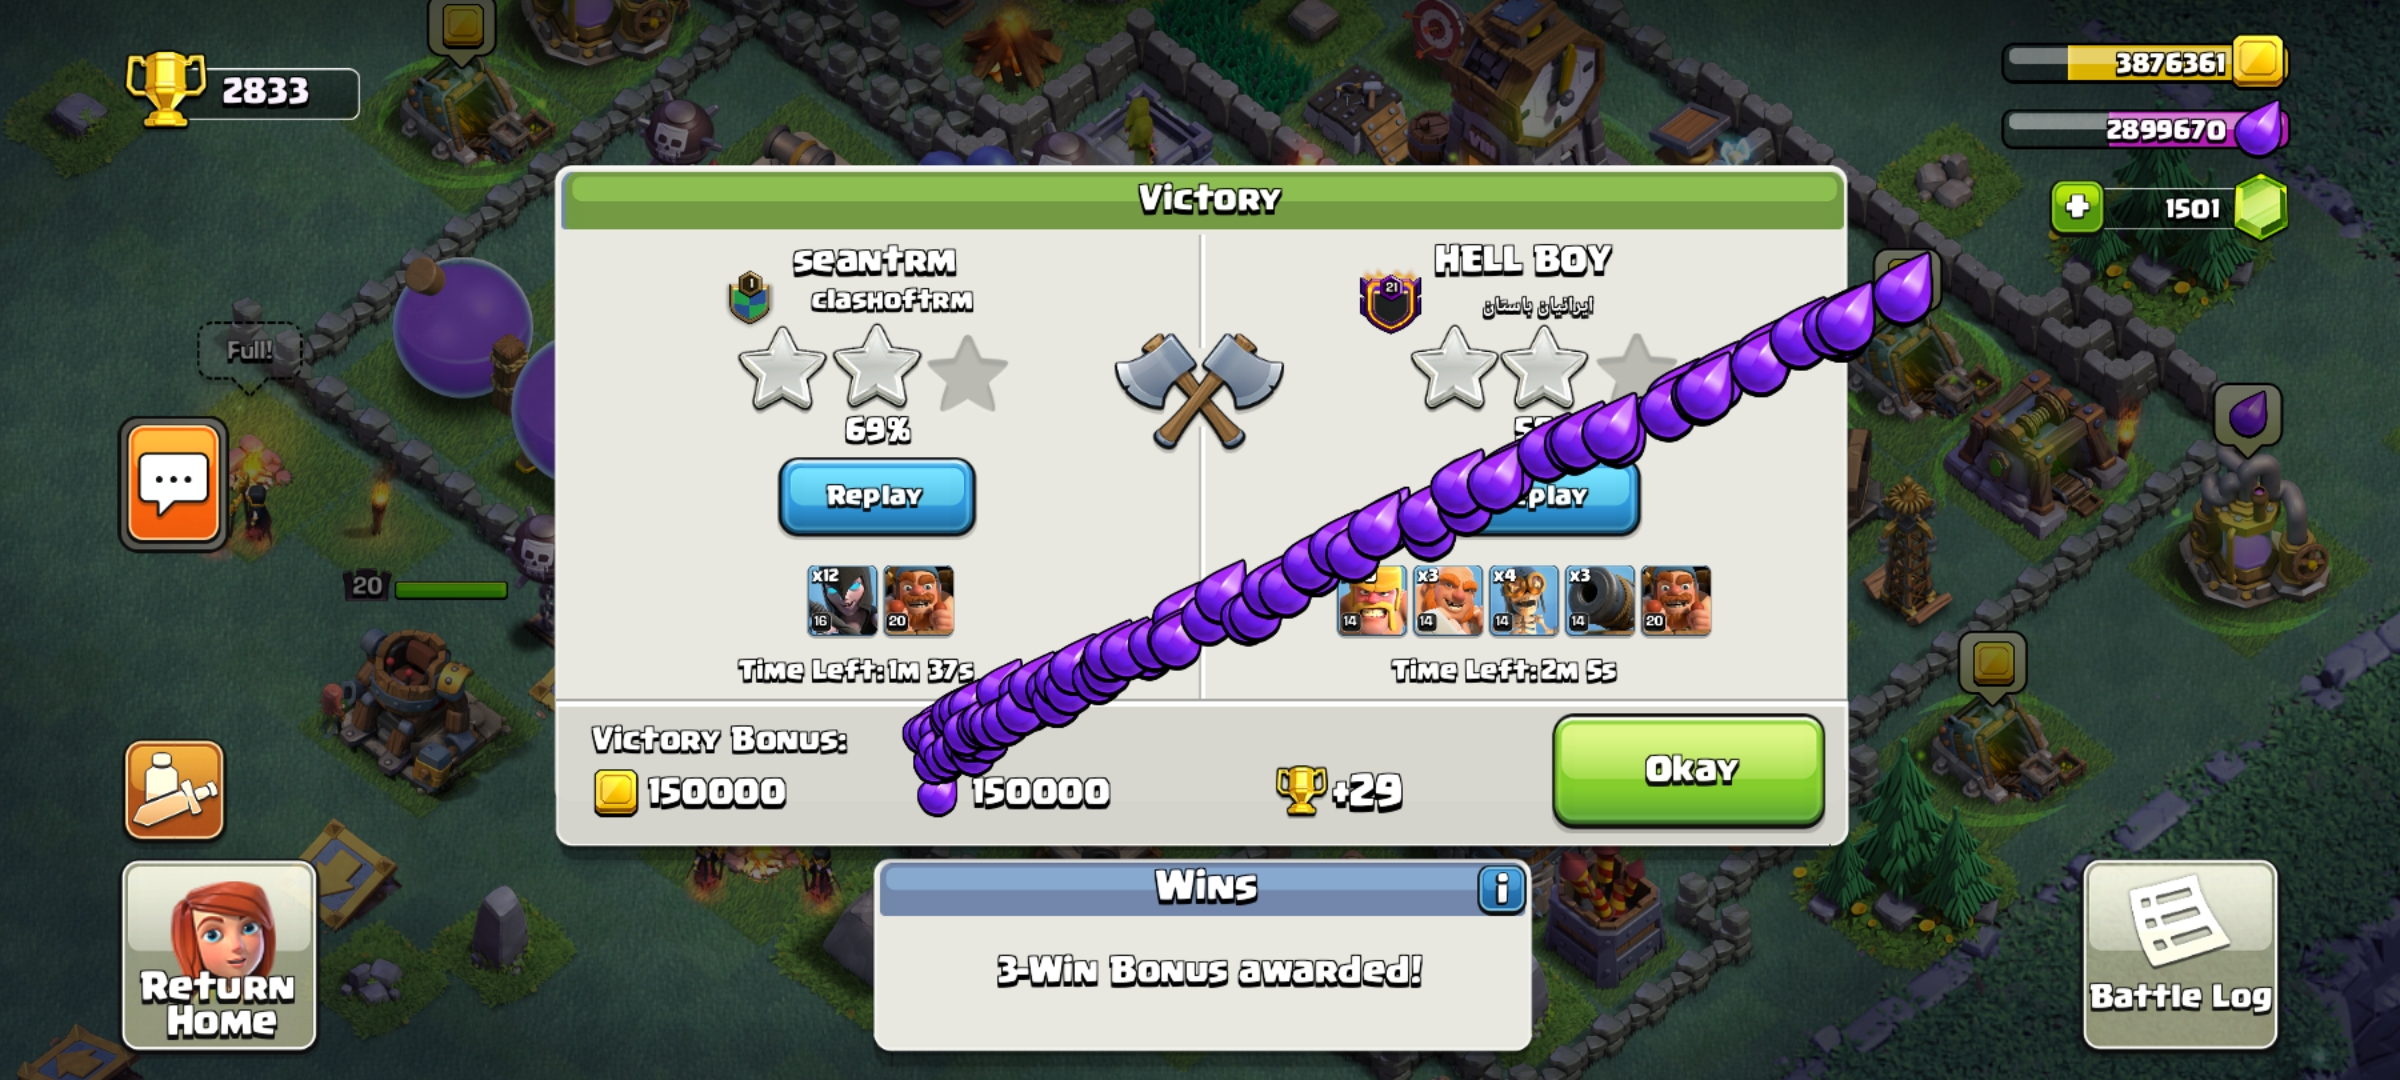 2833
3876361
2899670
1501
Victory
seantrm
1
clashoftrm
69%
Replay
x12
16
20
Time Left:1m 37s
HELL BOY
21
ایرانیان باستان
x3
x4
x3
14
14
14
14
20
Time Left:2m 5s
Full!
20
Victory Bonus:
150000
150000
+29
Okay
Wins
i
3-Win Bonus awarded!
Return
Home
Battle Log